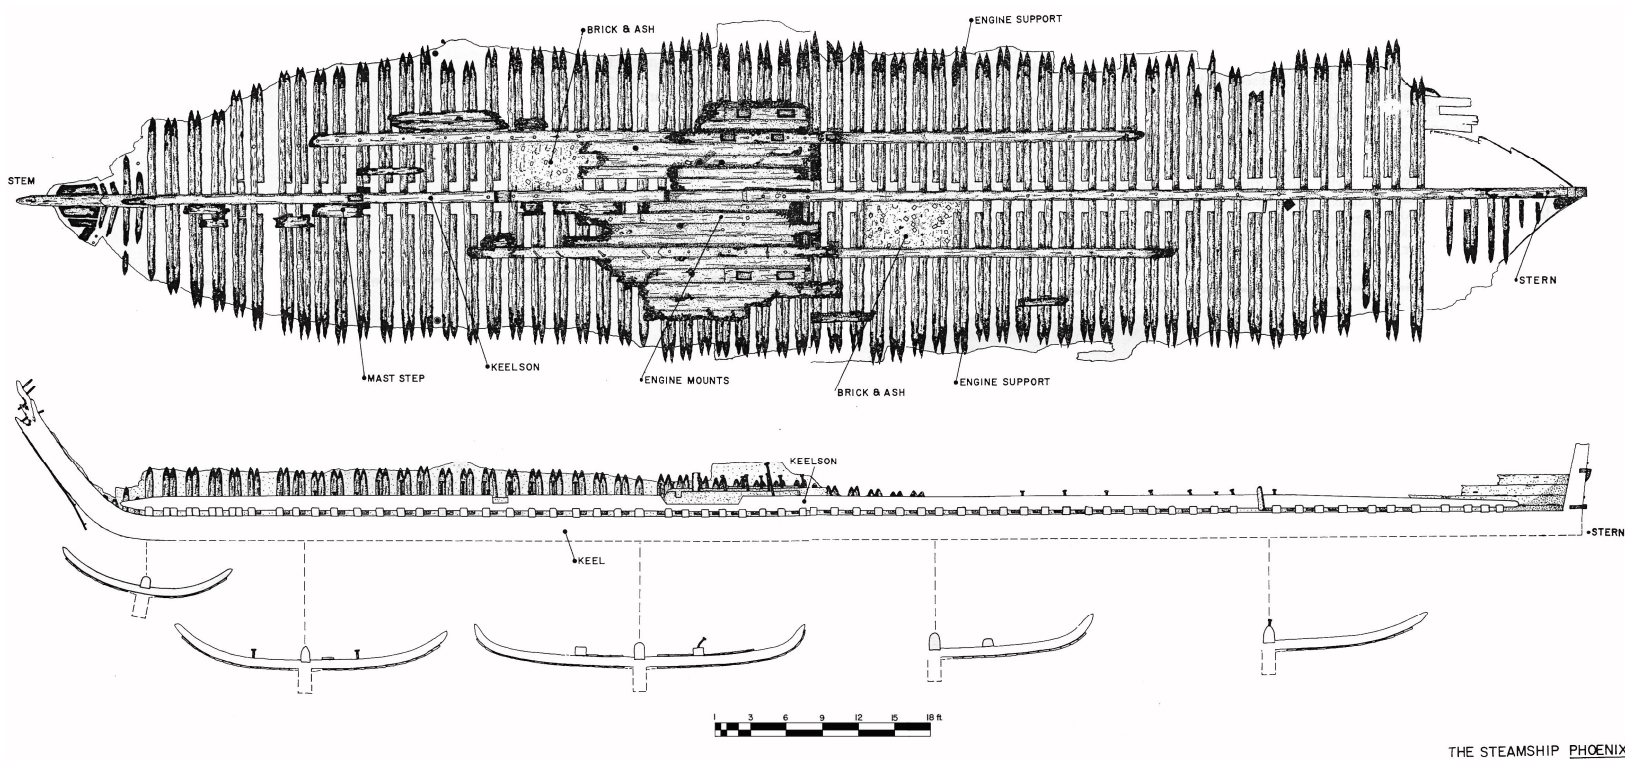 ENGINE SUPPORT
BRICK & ASH
STEM
STERN
KEELSON
MAST STEP
ENGINE MOUNTS
BRICK & ASH
ENGINE SUPPORT
KEELSON
STERN
KEEL
1 3 6 9 12 15 18 ft.
THE STEAMSHIP PHOENIX